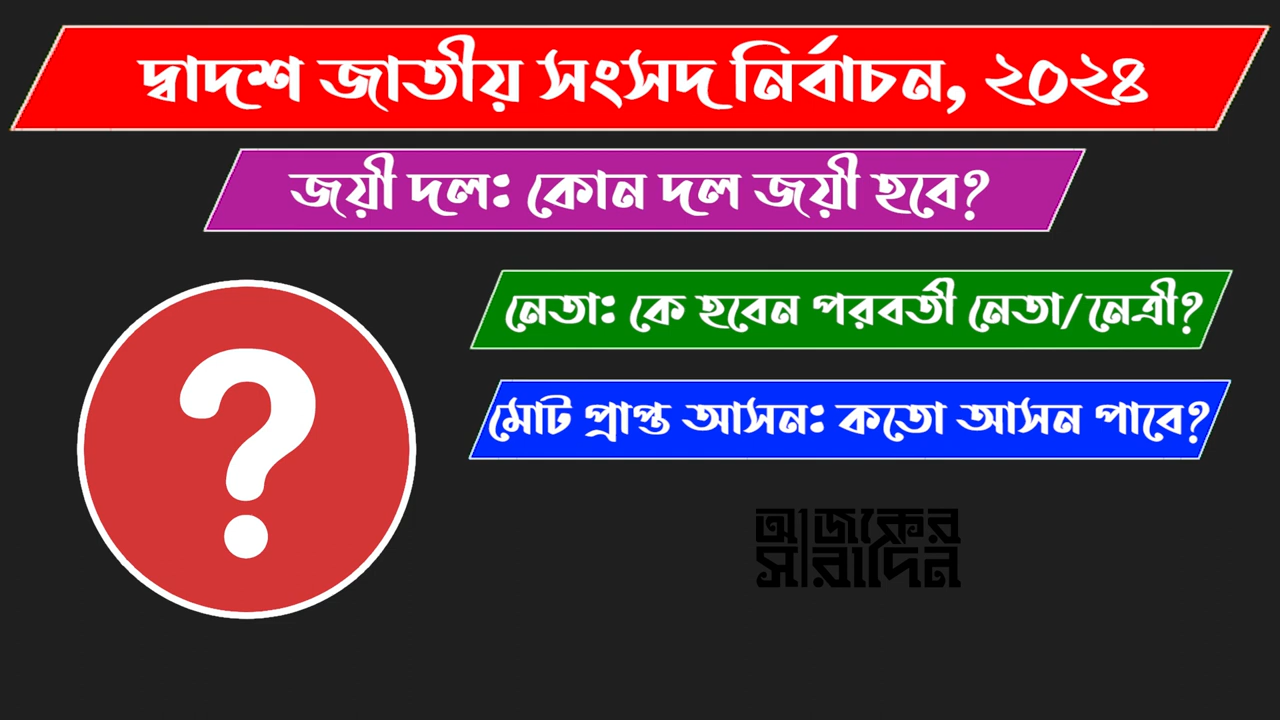 দ্বাদশ জাতীয় সংসদ নির্বাচন, ২০২৪
জয়ী দল: কোন দল জয়ী হবে?
নেতা: কে হবেন পরবর্তী নেতা/নেত্রী?
মোট প্রাপ্ত আসন: কতো আসন পাবে?
আজকের
সারাদিন